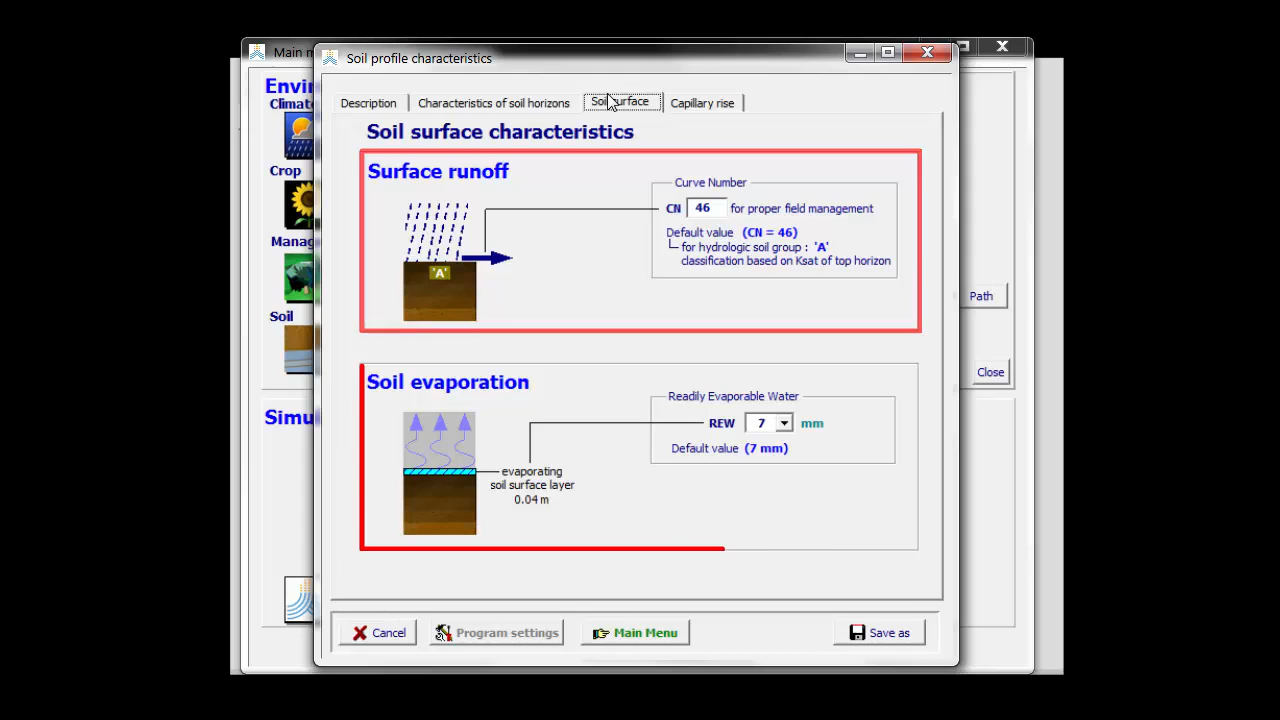 Main m
Soil profile characteristics
Envir
Climat
Crop
Manag
Soil
Simu
Path
Close
Description
Characteristics of soil horizons
Soil surface
Capillary rise
Soil surface characteristics
Surface runoff
Curve Number
CN 46 for proper field management
Default value (CN = 46)
for hydrologic soil group : 'A'
classification based on Ksat of top horizon
'A'
Soil evaporation
Readily Evaporable Water
REW 7 mm
Default value (7 mm)
evaporating
soil surface layer
0.04 m
Cancel
Program settings
Main Menu
Save as